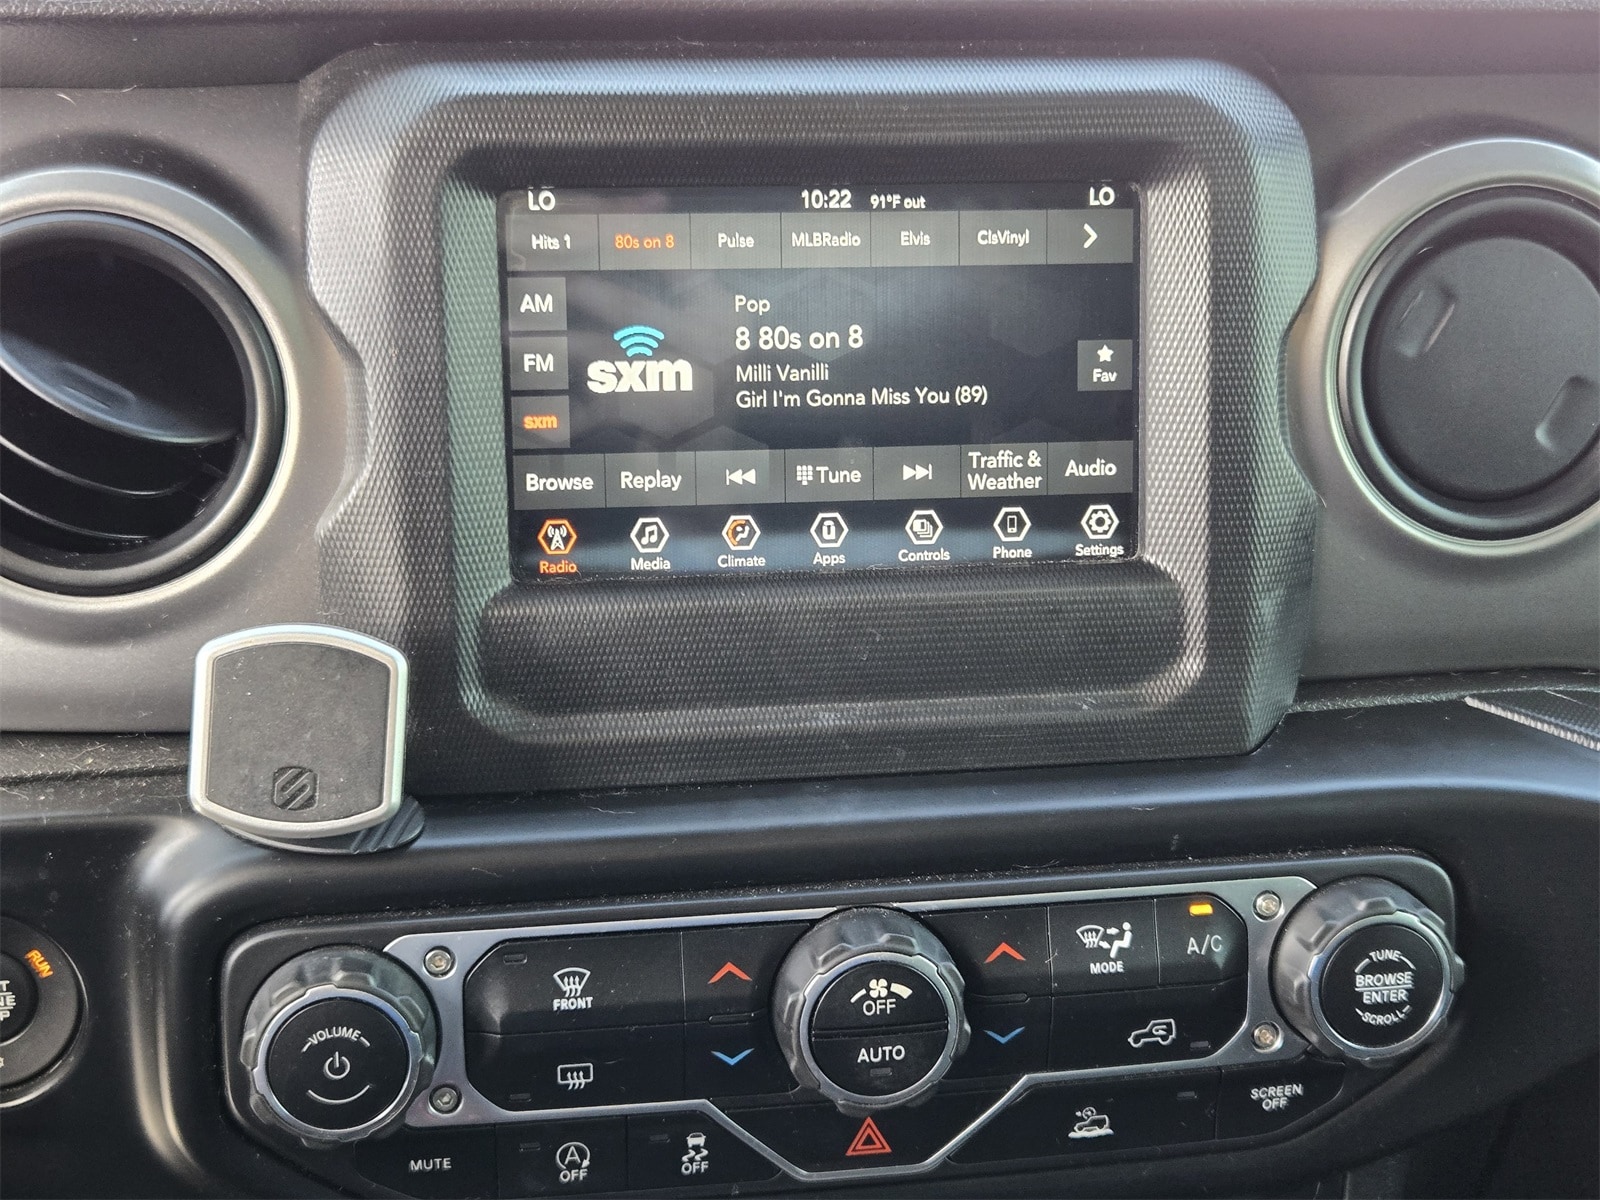 LO 10:22 91°F out LO
Hits 1 80s on 8 Pulse MLBRadio Elvis ClsVinyl
AM
FM
sxm
sxm
Pop
8 80s on 8
Milli Vanilli
Girl I'm Gonna Miss You (89)
Fav
Browse Replay Tune Traffic & Weather Audio
Radio Media Climate Apps Controls Phone Settings
RUN
VOLUME
FRONT
OFF
AUTO
MODE
A/C
TUNE
BROWSE
ENTER
SCROLL
MUTE
A
OFF
OFF
SCREEN
OFF